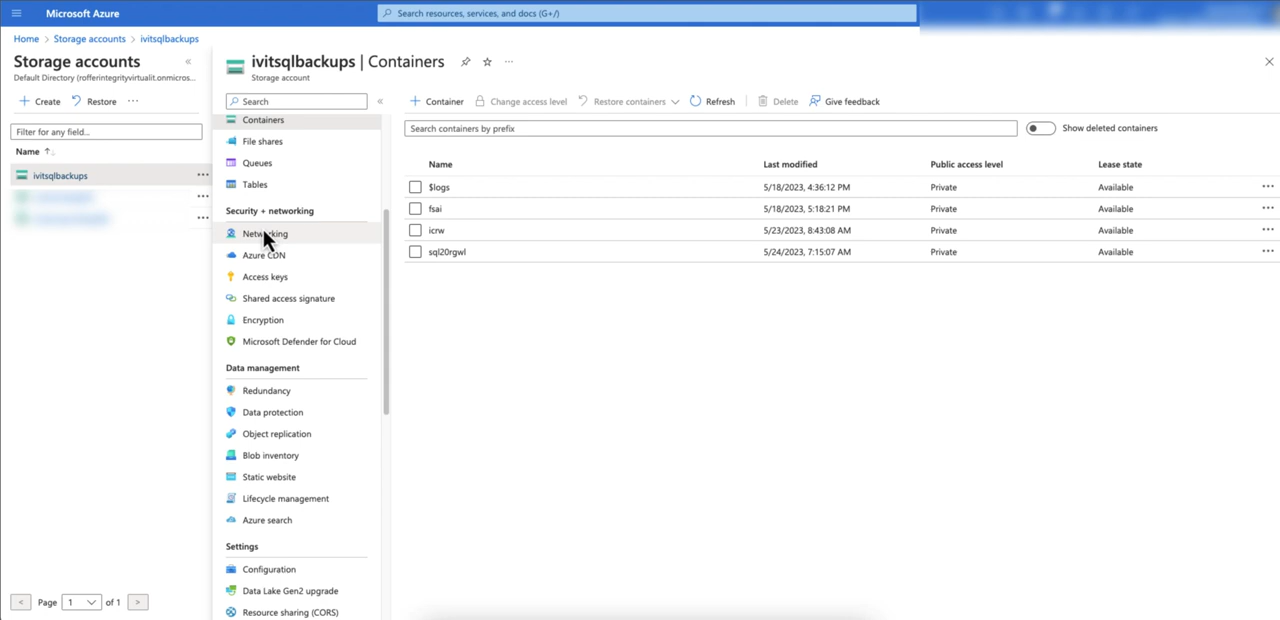 Microsoft Azure
Search resources, services, and docs (G+/)
Home > Storage accounts > ivitsqlbackups
Storage accounts
Default Directory (rofferintegrityvirtualit.onmicros...
Create Restore ...
Filter for any field...
Name ↑
ivitsqlbackups ...
Page 1 of 1
ivitsqlbackups | Containers ...
Storage account
Search
Containers
File shares
Queues
Tables
Security + networking
Networking
Azure CDN
Access keys
Shared access signature
Encryption
Microsoft Defender for Cloud
Data management
Redundancy
Data protection
Object replication
Blob inventory
Static website
Lifecycle management
Azure search
Settings
Configuration
Data Lake Gen2 upgrade
Resource sharing (CORS)
+ Container Change access level Restore containers Refresh Delete Give feedback
Search containers by prefix Show deleted containers
Name Last modified Public access level Lease state
$logs 5/18/2023, 4:36:12 PM Private Available ...
fsai 5/18/2023, 5:18:21 PM Private Available ...
icrw 5/23/2023, 8:43:08 AM Private Available ...
sql20rgwl 5/24/2023, 7:15:07 AM Private Available ...